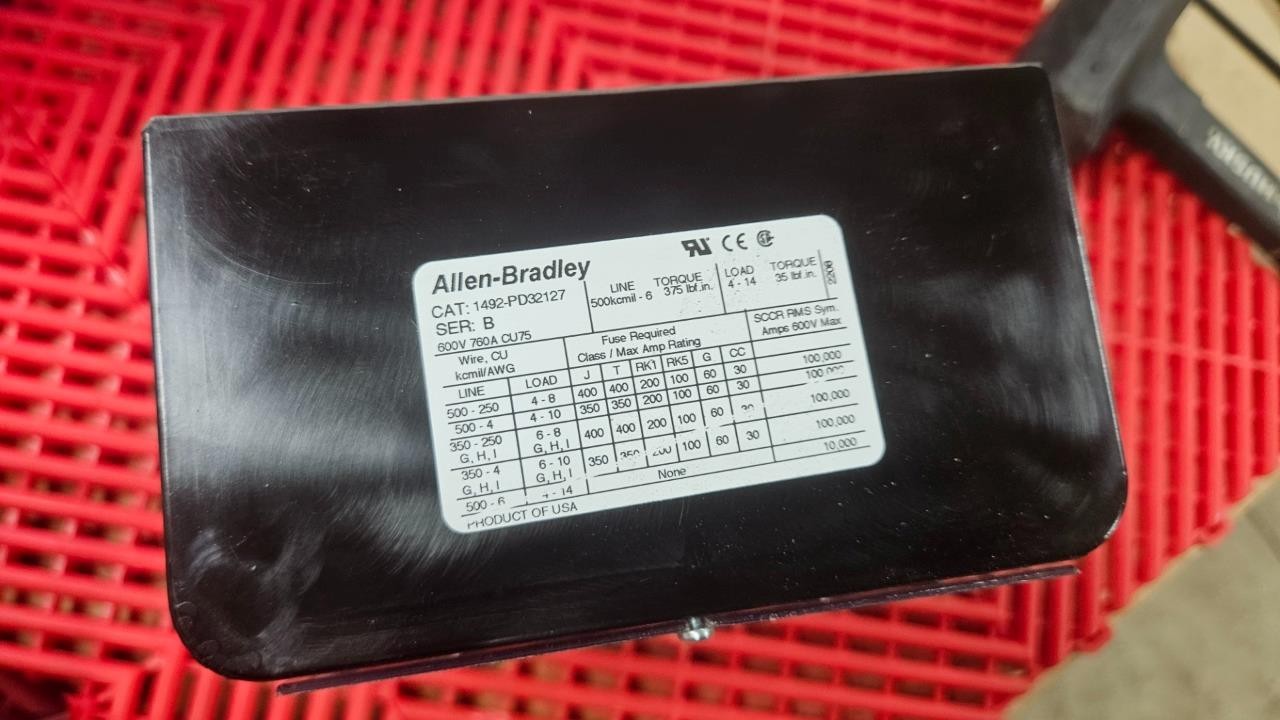 Allen-Bradley
CAT: 1492-PD32127
SER: B
600V 760A CU75
LINE TORQUE
500kcmil - 6 375 lbf.in.
LOAD TORQUE
4 - 14 35 lbf.in.
Wire, CU
kcmil/AWG
Fuse Required
Class / Max Amp Rating
SCCR RMS Sym.
Amps 600V Max
LINE LOAD J T RK1 RK5 G CC
500 - 250 4 - 8 400 400 200 100 60 30 100,000
500 - 4 4 - 10 350 350 200 100 60 30 100,000
350 - 250 6 - 8 400 400 200 100 60 30 100,000
G, H, I G, H, I
350 - 4 6 - 10 350 350 200 100 60 30 100,000
G, H, I G, H, I
500 - 6 4 - 14 None 10,000
PRODUCT OF USA
HUSKY